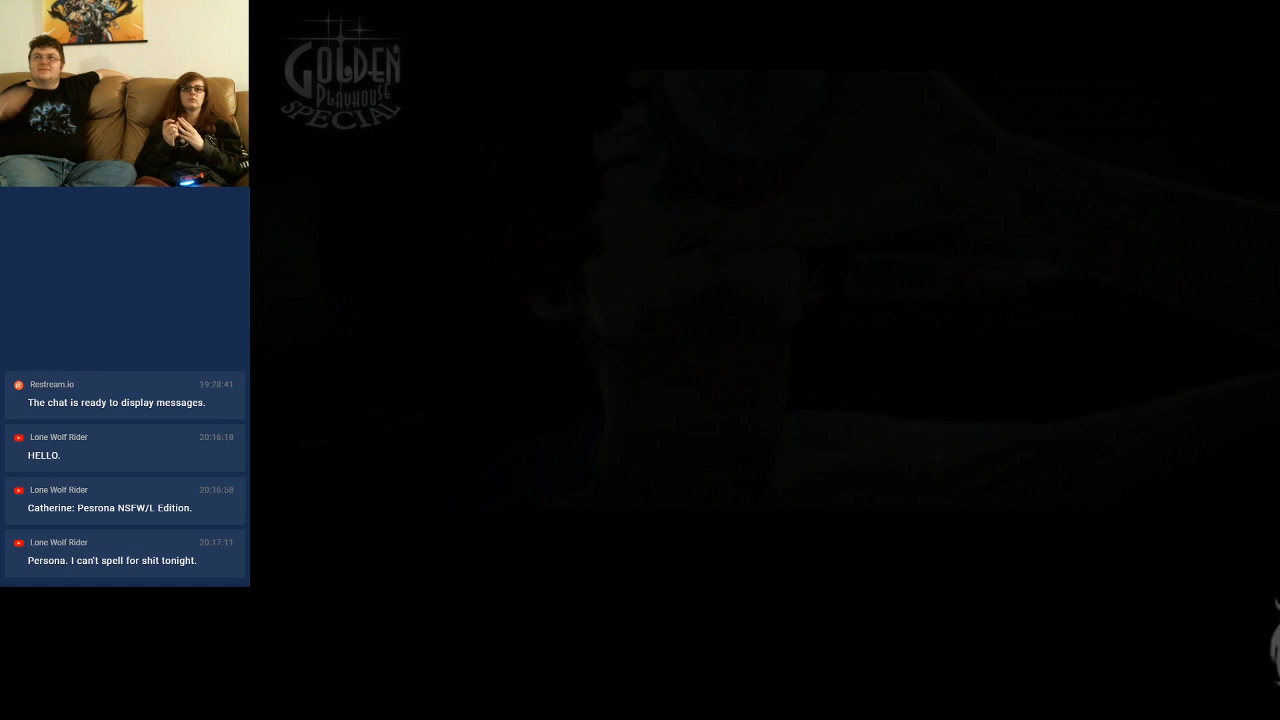 GOLDEN
PLAYHOUSE
SPECIAL
Restream.io 19:28:41
The chat is ready to display messages.
Lone Wolf Rider 20:16:18
HELLO.
Lone Wolf Rider 20:16:58
Catherine: Pesrona NSFW/L Edition.
Lone Wolf Rider 20:17:11
Persona. I can't spell for shit tonight.